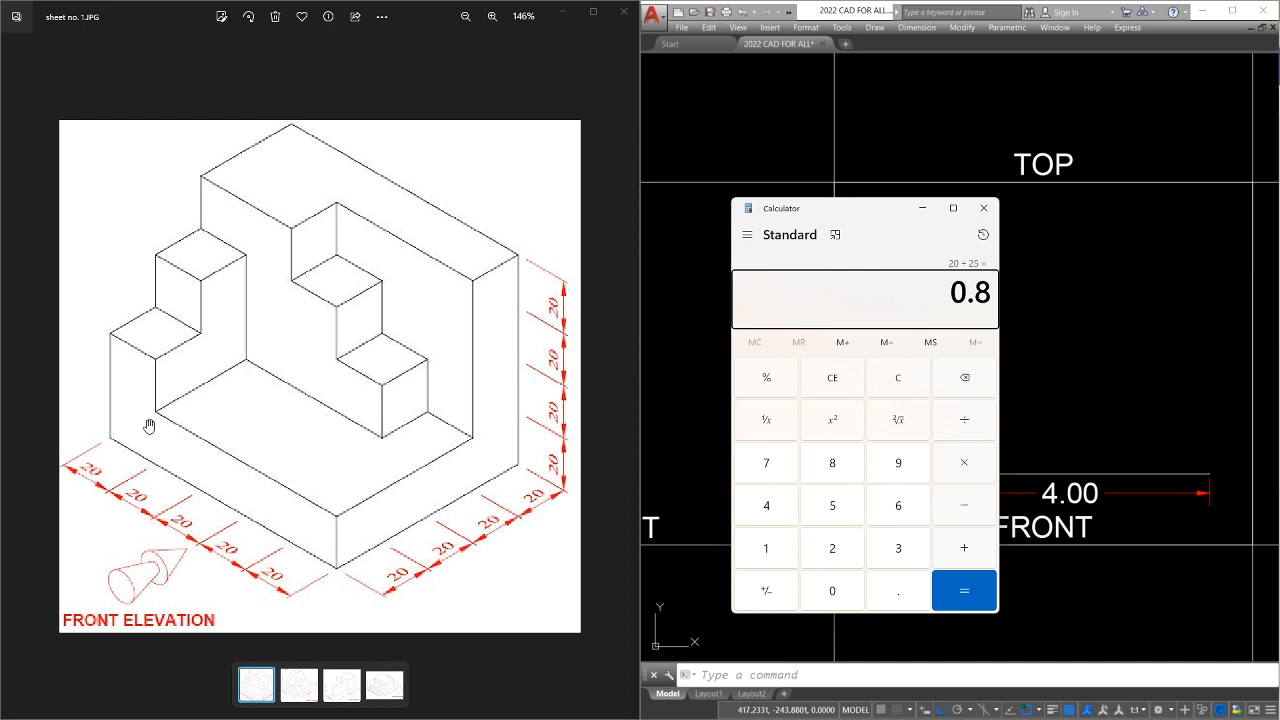 sheet no. 1.JPG
146%
20
20
20
20
20
20
20
20
20
20
20
20
20
FRONT ELEVATION
2022 CAD FOR ALL...
Type a keyword or phrase
Sign In
File Edit View Insert Format Tools Draw Dimension Modify Parametric Window Help Express
Start
2022 CAD FOR ALL*
TOP
4.00
FRONT
T
Calculator
Standard
20 ÷ 25 =
0.8
MC MR M+ M− MS M˅
% CE C
¹/x x² ²√x ÷
7 8 9 ×
4 5 6 −
1 2 3 +
+/− 0 . =
Y
X
Type a command
Model Layout1 Layout2
417.2331, -243.8801, 0.0000 MODEL
1:1